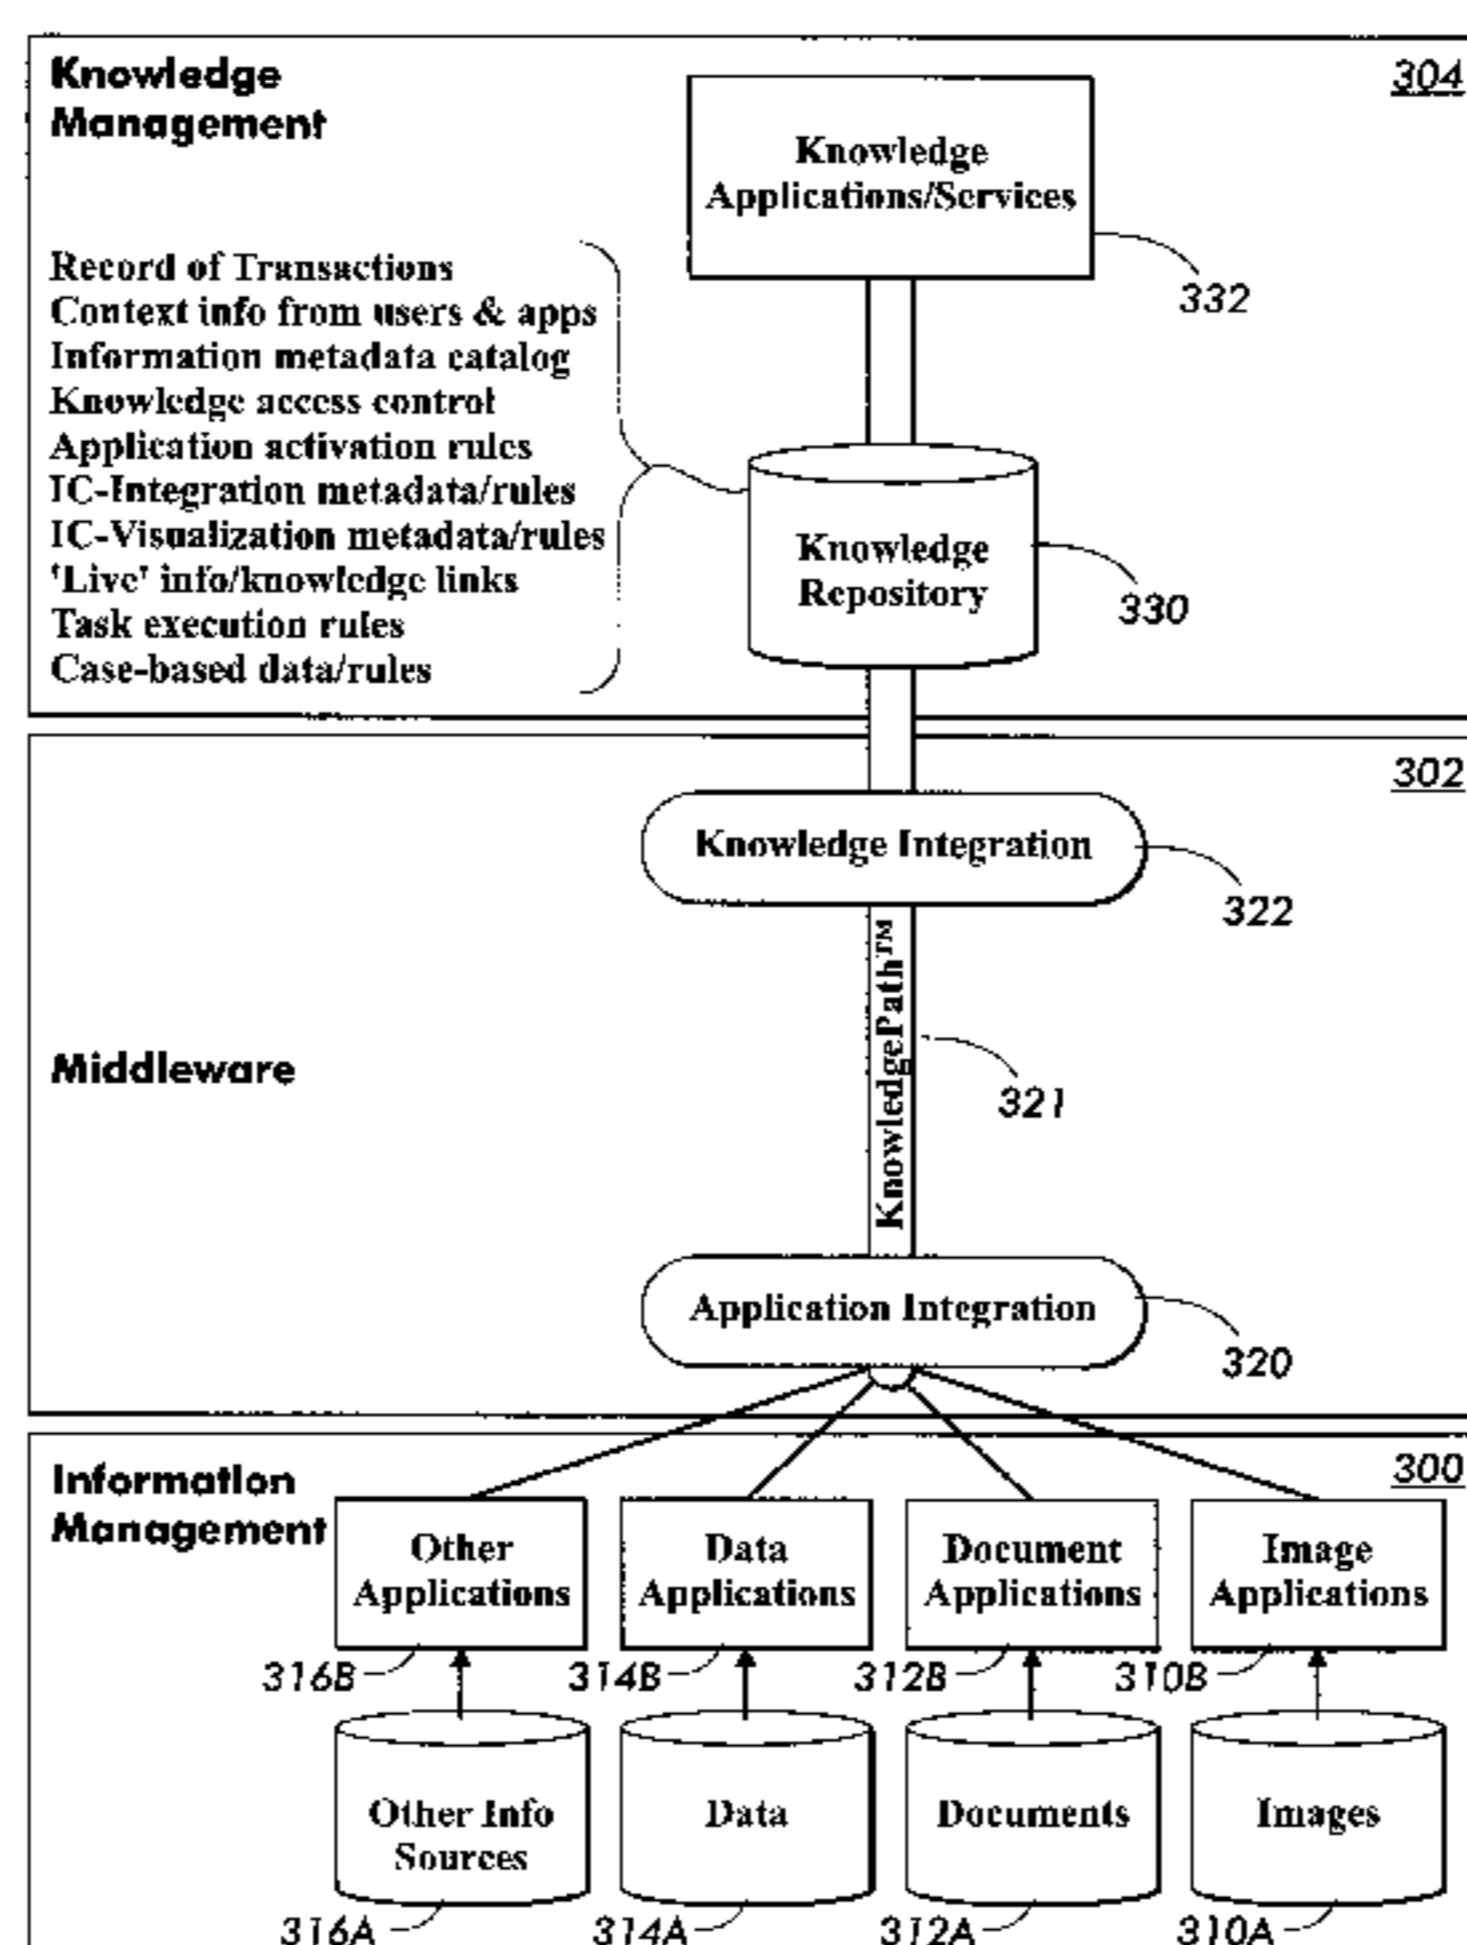 Knowledge
Management
304
Knowledge
Applications/Services
332
Record of Transactions
Context info from users & apps
Information metadata catalog
Knowledge access control
Application activation rules
IC-Integration metadata/rules
IC-Visualization metadata/rules
'Live' info/knowledge links
Task execution rules
Case-based data/rules
Knowledge
Repository
330
302
Knowledge Integration
322
Middleware
KnowledgePath™
321
Application Integration
320
Information
Management
300
Other
Applications
Data
Applications
Document
Applications
Image
Applications
316B
314B
312B
310B
Other Info
Sources
Data
Documents
Images
316A
314A
312A
310A